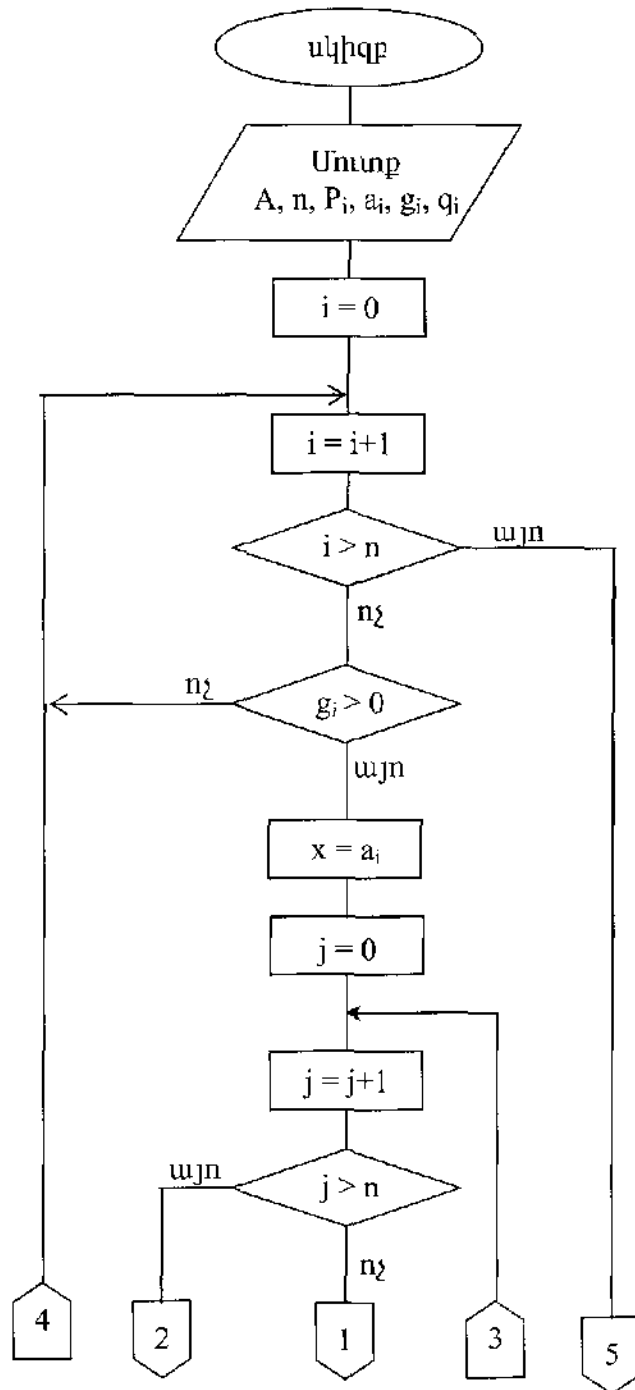 սկիզբ
Մուտք
A, n, Pᵢ, aᵢ, gᵢ, qᵢ
i = 0
i = i+1
i > n
այո
ոչ
ոչ
gᵢ > 0
այո
x = aᵢ
j = 0
j = j+1
այո
j > n
ոչ
4
2
1
3
5